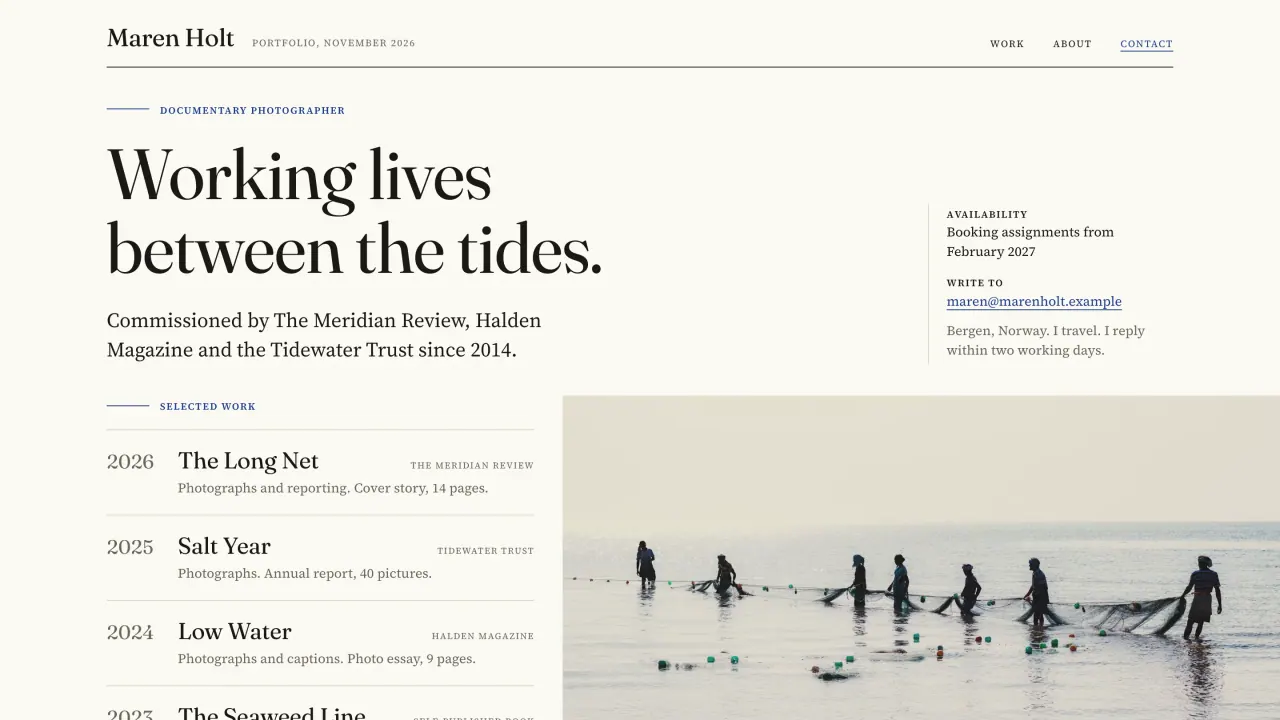 Maren Holt
PORTFOLIO, NOVEMBER 2026
WORK
ABOUT
CONTACT
DOCUMENTARY PHOTOGRAPHER
Working lives
between the tides.
Commissioned by The Meridian Review, Halden
Magazine and the Tidewater Trust since 2014.
AVAILABILITY
Booking assignments from
February 2027
WRITE TO
maren@marenholt.example
Bergen, Norway. I travel. I reply
within two working days.
SELECTED WORK
2026
The Long Net
THE MERIDIAN REVIEW
Photographs and reporting. Cover story, 14 pages.
2025
Salt Year
TIDEWATER TRUST
Photographs. Annual report, 40 pictures.
2024
Low Water
HALDEN MAGAZINE
Photographs and captions. Photo essay, 9 pages.
2023
The Seaweed Line